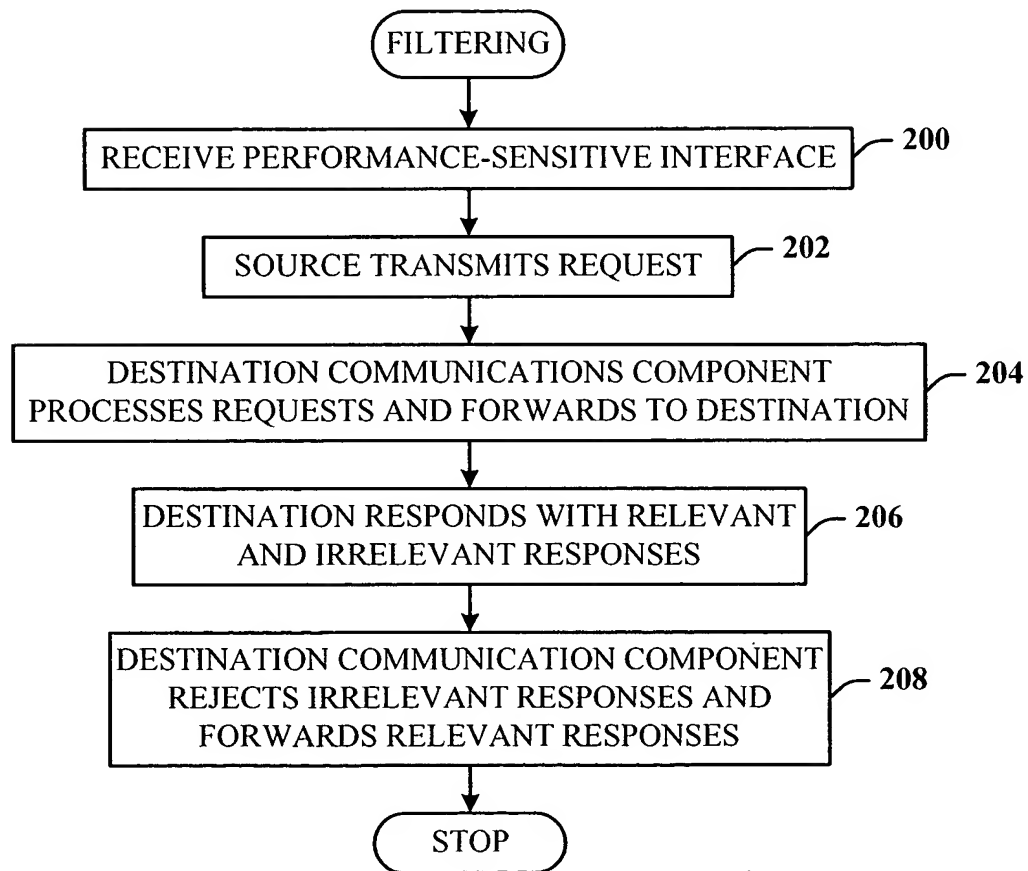 FILTERING
RECEIVE PERFORMANCE-SENSITIVE INTERFACE
200
SOURCE TRANSMITS REQUEST
202
DESTINATION COMMUNICATIONS COMPONENT
PROCESSES REQUESTS AND FORWARDS TO DESTINATION
204
DESTINATION RESPONDS WITH RELEVANT
AND IRRELEVANT RESPONSES
206
DESTINATION COMMUNICATION COMPONENT
REJECTS IRRELEVANT RESPONSES AND
FORWARDS RELEVANT RESPONSES
208
STOP